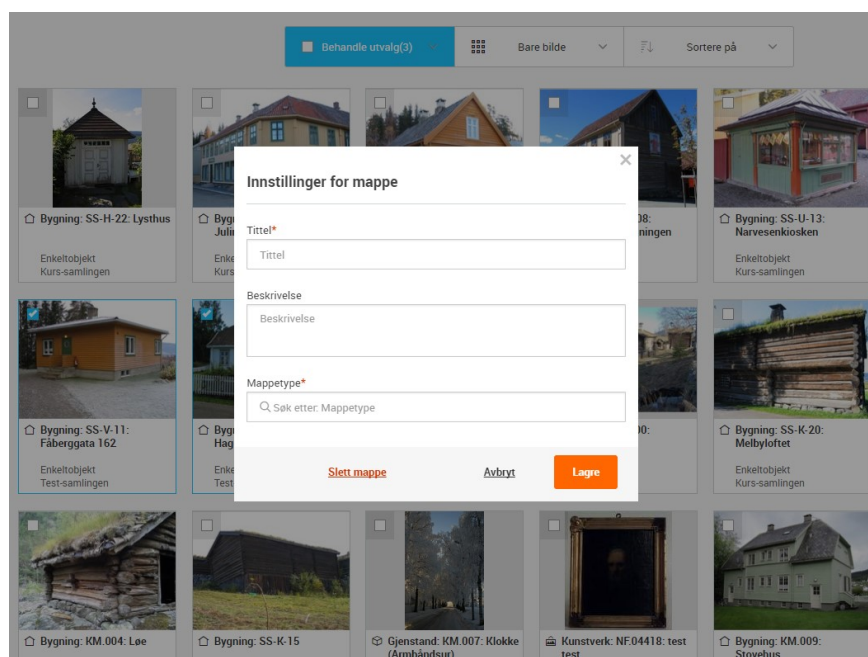 Behandle utvalg(3)
Bare bilde
Sortere på
Bygning: SS-H-22: Lysthus
Enkeltobjekt
Kurs-samlingen
Bygning: SS-U-13:
Narvesenkiosken
Enkeltobjekt
Kurs-samlingen
Innstillinger for mappe
Tittel*
Tittel
Beskrivelse
Beskrivelse
Mappetype*
Søk etter: Mappetype
Slett mappe
Avbryt
Lagre
Bygning: SS-V-11:
Fåberggata 162
Enkeltobjekt
Test-samlingen
Bygning: SS-K-20:
Melbyloftet
Enkeltobjekt
Kurs-samlingen
Bygning: KM.004: Løe
Bygning: SS-K-15
Gjenstand: KM.007: Klokke
(Armbåndsur)
Kunstverk: NF.04418: test
test
Bygning: KM.009:
Stovehus